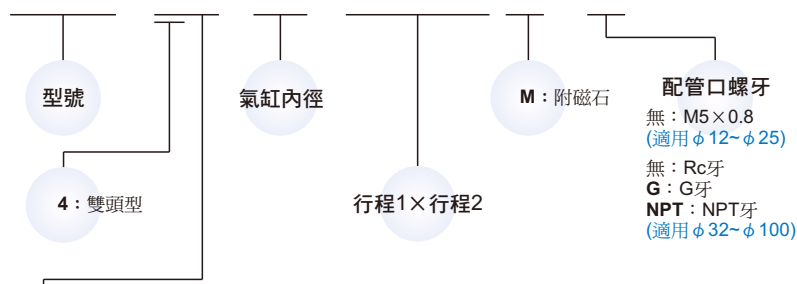 型號
氣缸內徑
M：附磁石
配管口螺牙
無：M5×0.8
(適用φ12~φ25)
無：Rc牙
G：G牙
NPT：NPT牙
(適用φ32~φ100)
4：雙頭型
行程1×行程2